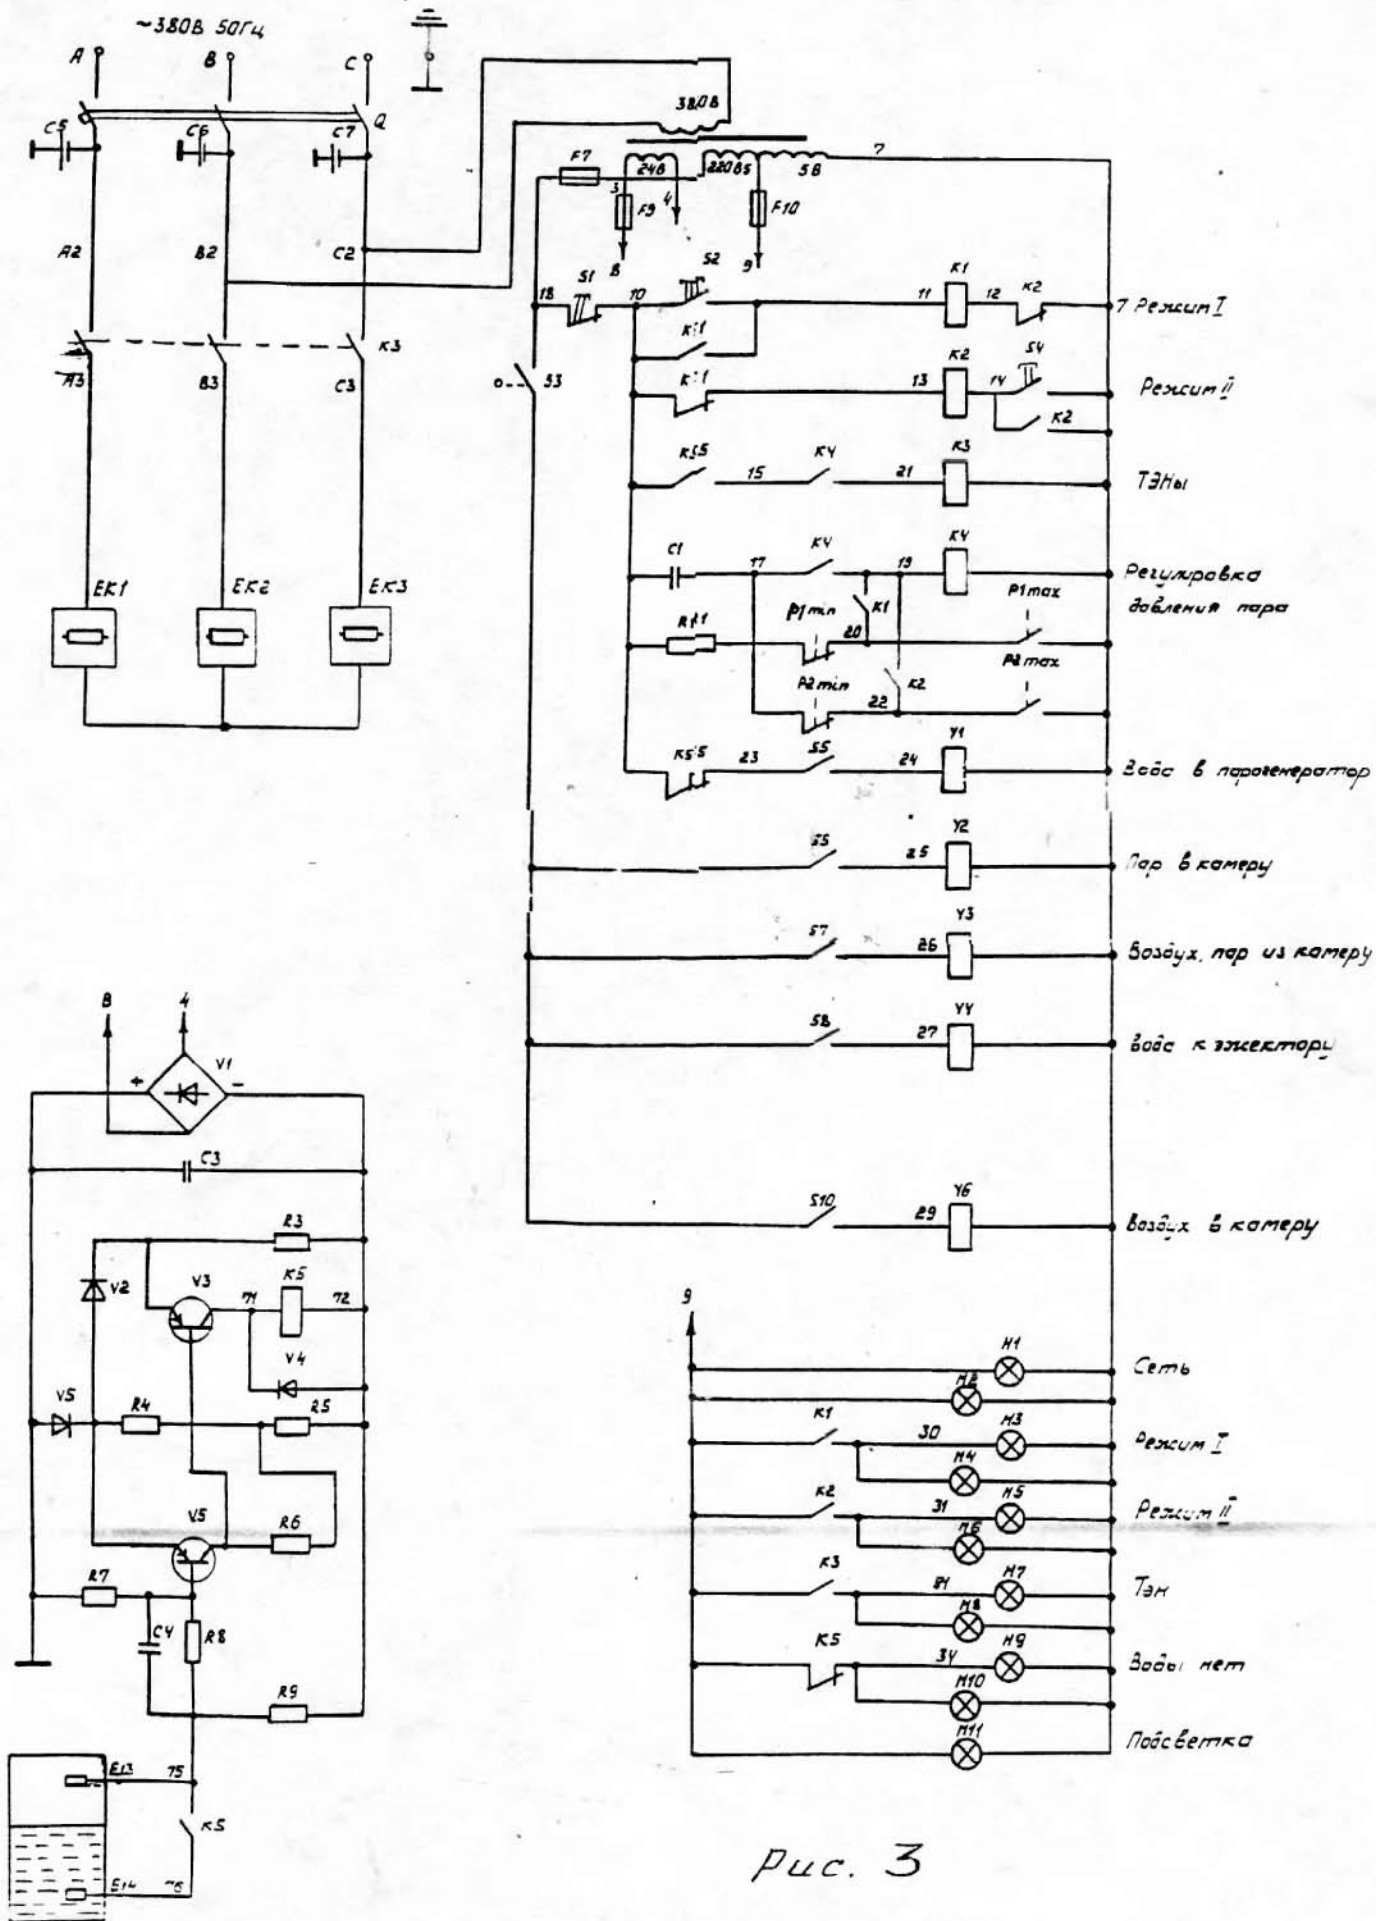 ~380В 50Гц
A B C
Q
C5 C6 C7
380В
24В 220В 5В
7
F7
3 F9 4 F10
8 9
A2 B2 C2
18 S1 10 S2 11 K1 12 K2 7 Режим I
K1
K3
A3 B3 C3
S3
K1 13 K2 14 S4 Режим II
K2
K5 15 K4 21 K3 ТЭНы
C1 17 K4 19 K4 Регулировка
давления пара
EK1 EK2 EK3
R1 P1min 20 K1 P1max
P2min 22 K2 P2max
K5 23 S5 24 Y1 Вода в парогенератор
25 Y2 Пар в камеру
S7 26 Y3 Воздух, пар из камеру
S8 27 Y4 Вода к эжектору
S10 29 Y6 Воздух в камеру
8 4
+ V1 -
C3
R3
V2 V3 71 K5 72
V4
V5 R4 R5
V5 R6
R7
C4 R8
R9
E13 75
K5
E14 76
9
H1 Сеть
H2
K1 30 H3 Режим I
H4
K2 31 H5 Режим II
H6
K3 H7 Тэн
H8
K5 34 H9 Воды нет
H10
H11 Подсветка
Рис. 3